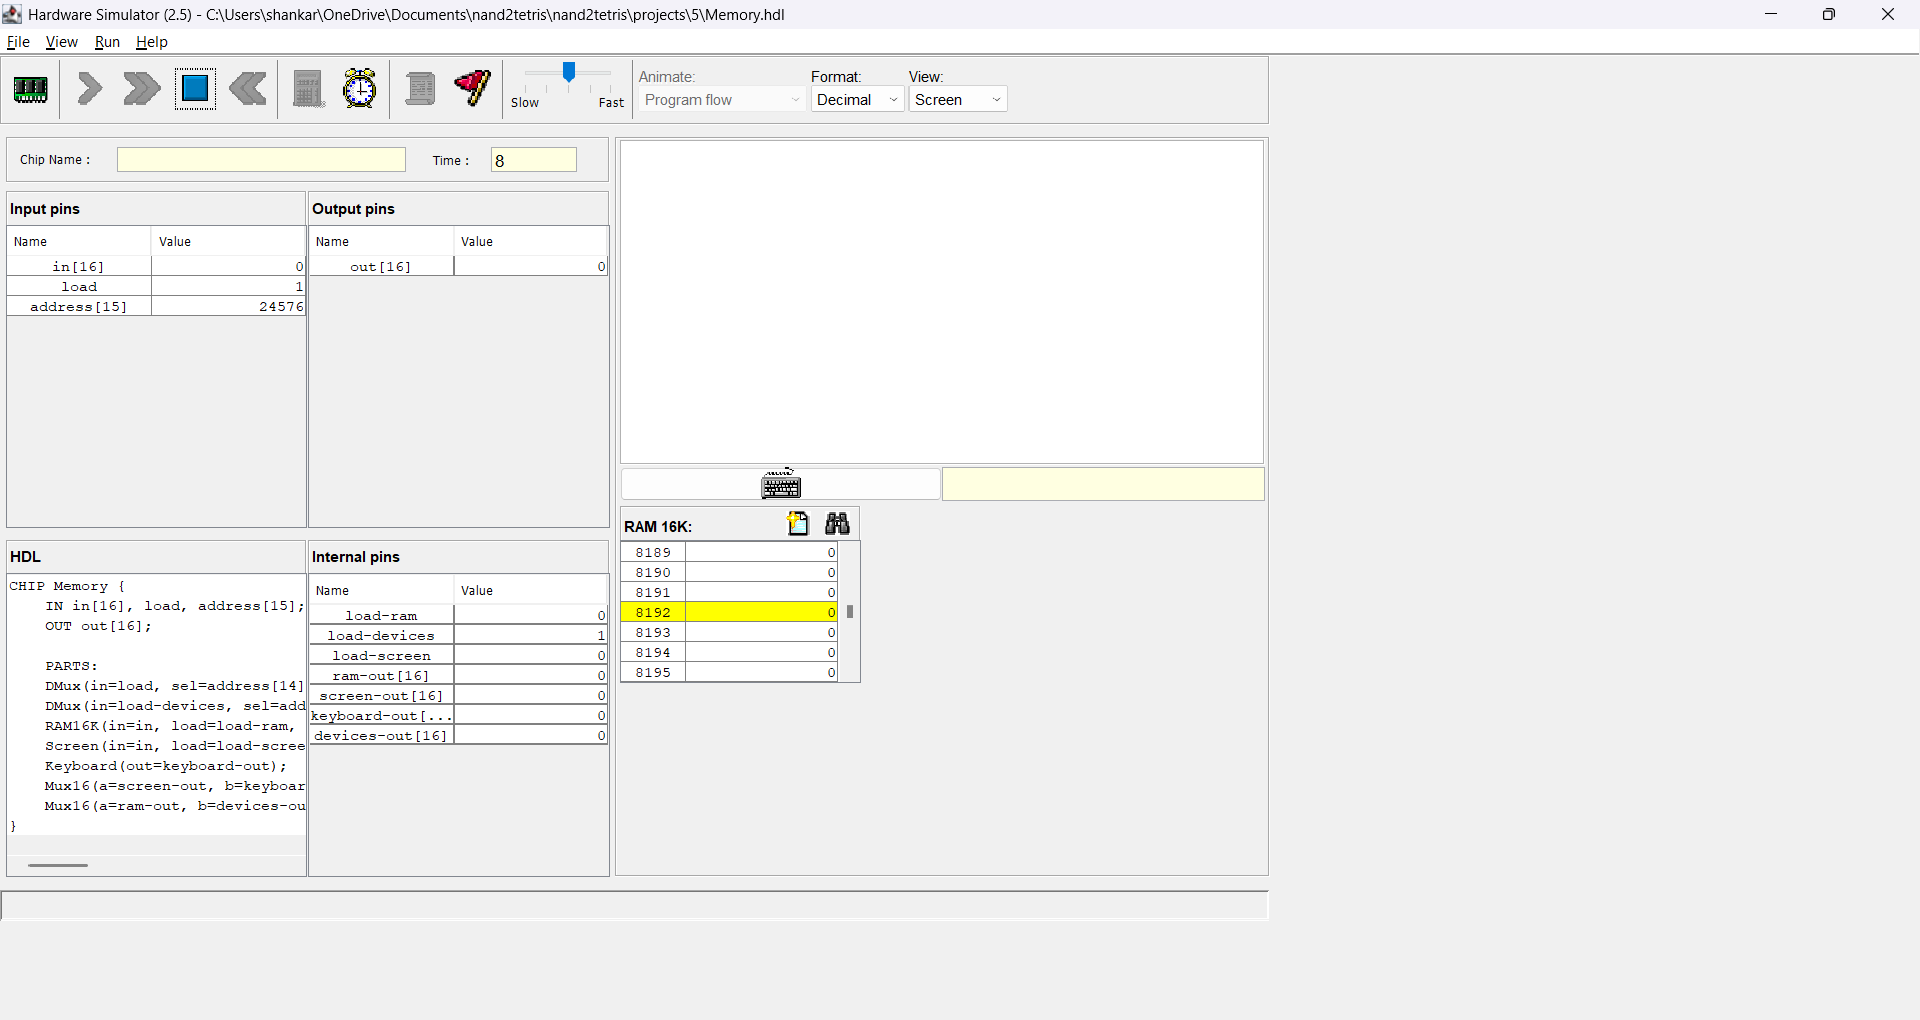 Hardware Simulator (2.5) - C:\Users\shankar\OneDrive\Documents\nand2tetris\nand2tetris\projects\5\Memory.hdl
File View Run Help
Slow Fast
Animate: Format: View:
Program flow Decimal Screen
Chip Name : Time : 8
Input pins
Name Value
in[16] 0
load 1
address[15] 24576
Output pins
Name Value
out[16] 0
HDL
CHIP Memory {
IN in[16], load, address[15];
OUT out[16];
PARTS:
DMux(in=load, sel=address[14]
DMux(in=load-devices, sel=add
RAM16K(in=in, load=load-ram,
Screen(in=in, load=load-scree
Keyboard(out=keyboard-out);
Mux16(a=screen-out, b=keyboar
Mux16(a=ram-out, b=devices-ou
}
Internal pins
Name Value
load-ram 0
load-devices 1
load-screen 0
ram-out[16] 0
screen-out[16] 0
keyboard-out[... 0
devices-out[16] 0
RAM 16K:
8189 0
8190 0
8191 0
8192 0
8193 0
8194 0
8195 0